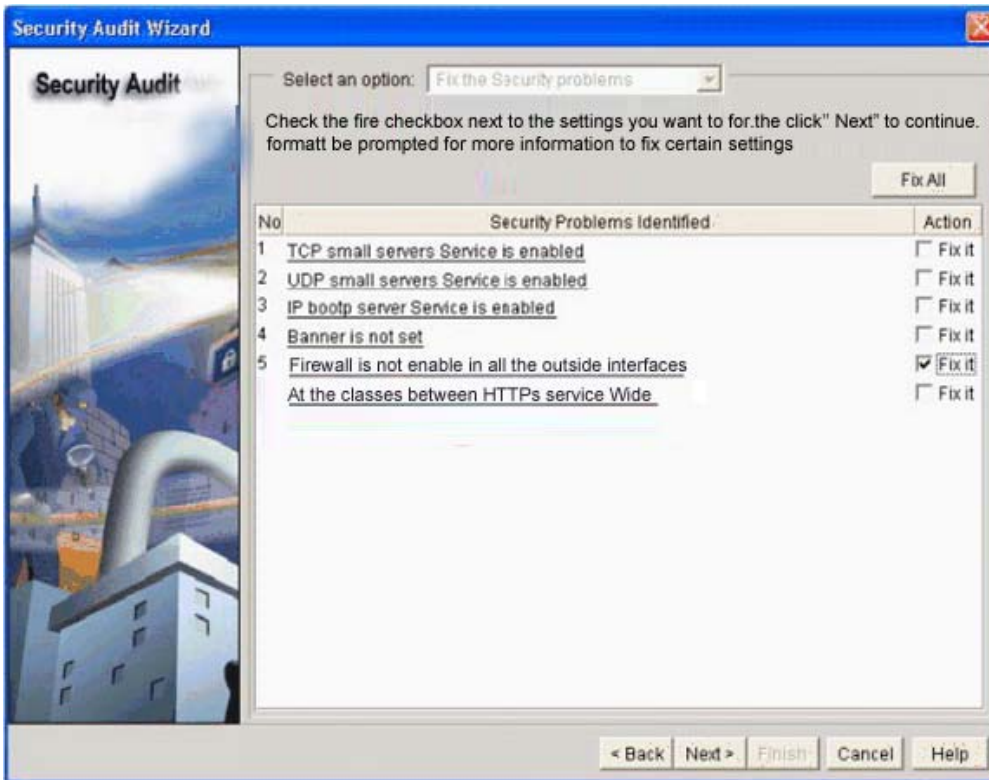 Security Audit Wizard
Security Audit
Select an option: Fix the Security problems
Check the fire checkbox next to the settings you want to for.the click" Next" to continue.
formatt be prompted for more information to fix certain settings
Fix All
No Security Problems Identified Action
1 TCP small servers Service is enabled Fix it
2 UDP small servers Service is enabled Fix it
3 IP bootp server Service is enabled Fix it
4 Banner is not set Fix it
5 Firewall is not enable in all the outside interfaces Fix it
At the classes between HTTPs service Wide Fix it
< Back Next > Finish Cancel Help